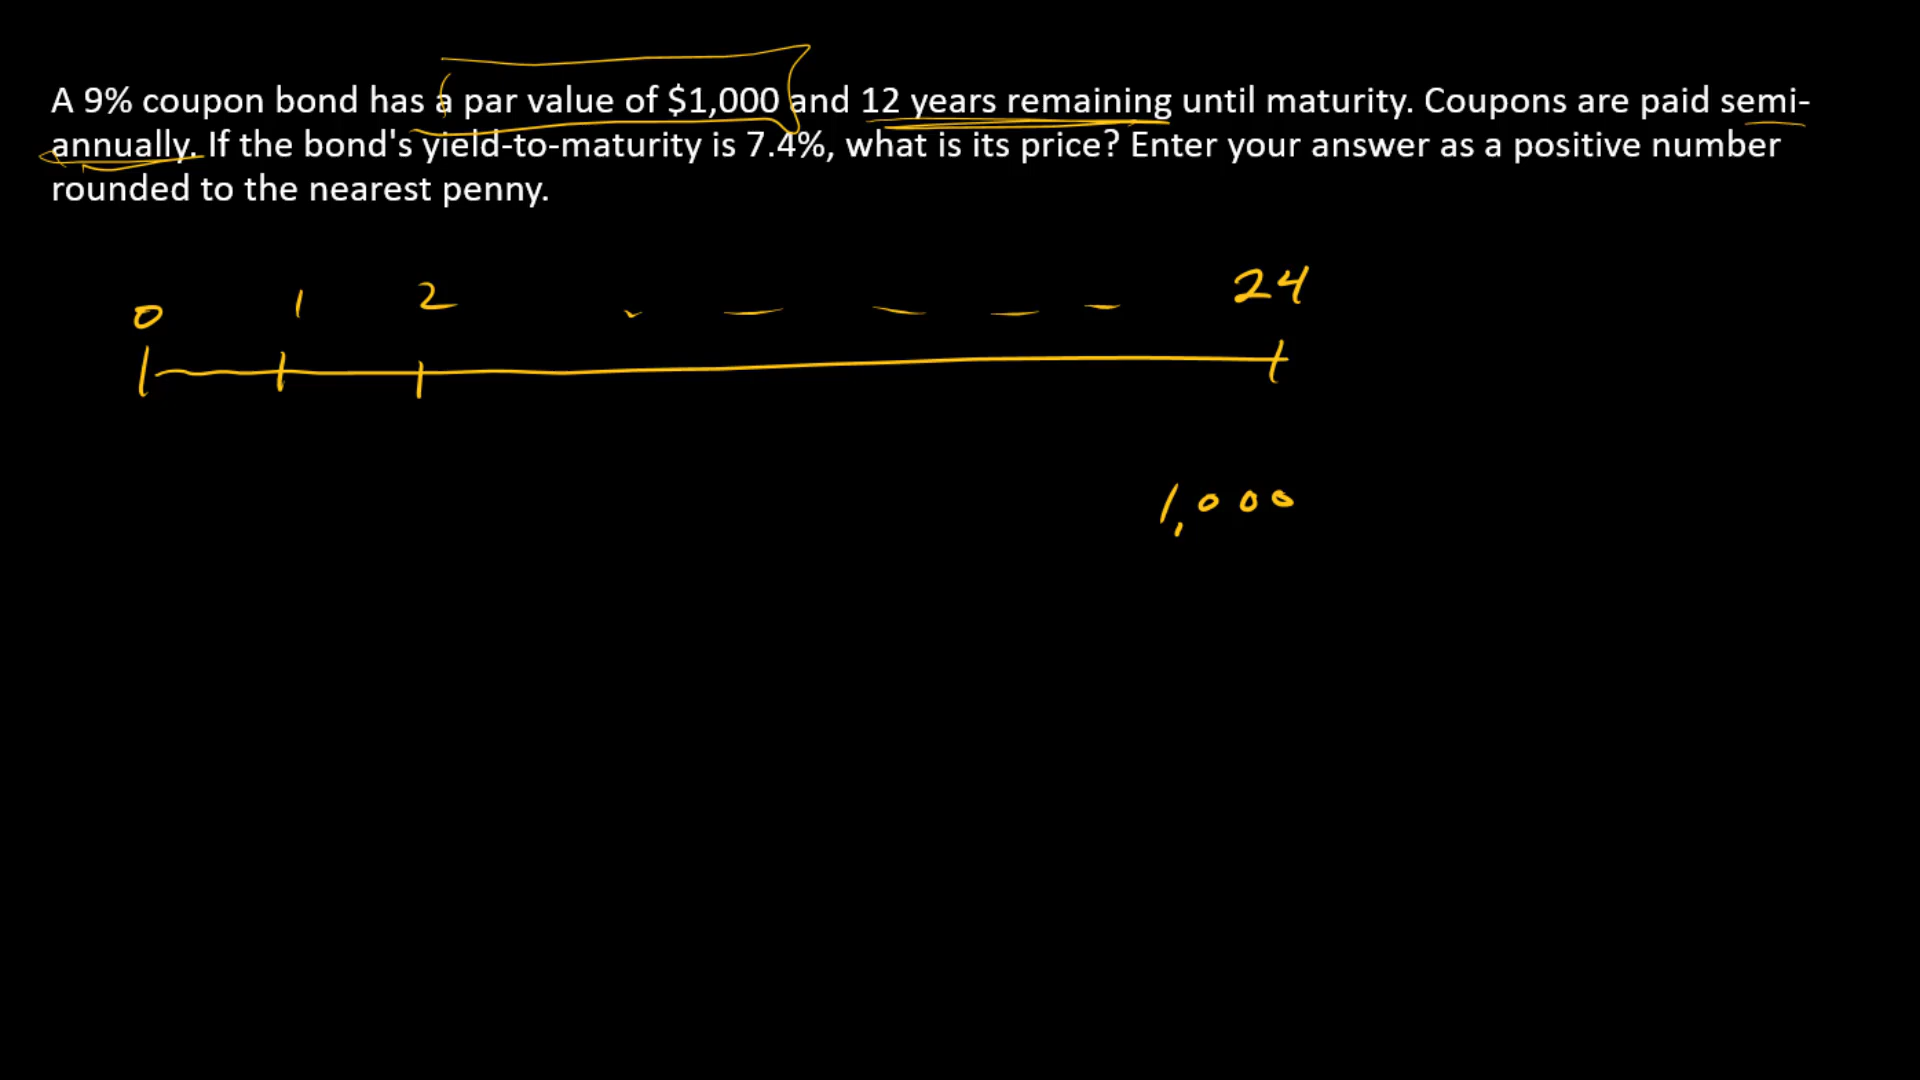 A 9% coupon bond has a par value of $1,000 and 12 years remaining until maturity. Coupons are paid semi-
annually. If the bond's yield-to-maturity is 7.4%, what is its price? Enter your answer as a positive number
rounded to the nearest penny.
0 1 2 . _ _ _ _ 24
1,000